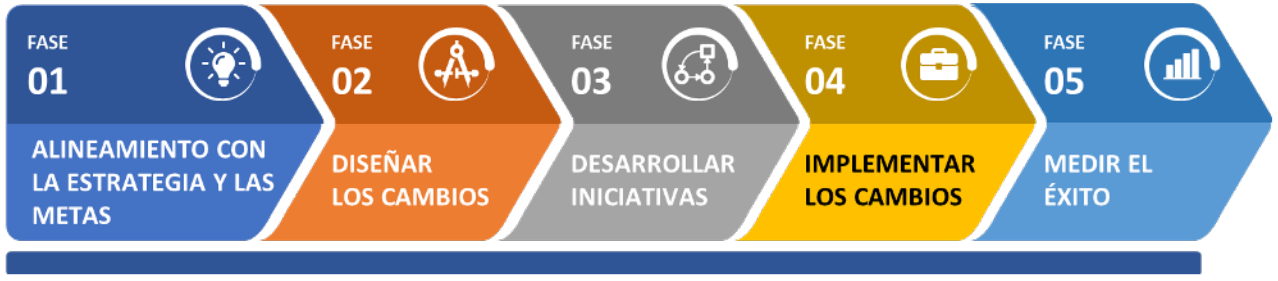 FASE
01
ALINEAMIENTO CON
LA ESTRATEGIA Y LAS
METAS
FASE
02
DISEÑAR
LOS CAMBIOS
FASE
03
DESARROLLAR
INICIATIVAS
FASE
04
IMPLEMENTAR
LOS CAMBIOS
FASE
05
MEDIR EL
ÉXITO